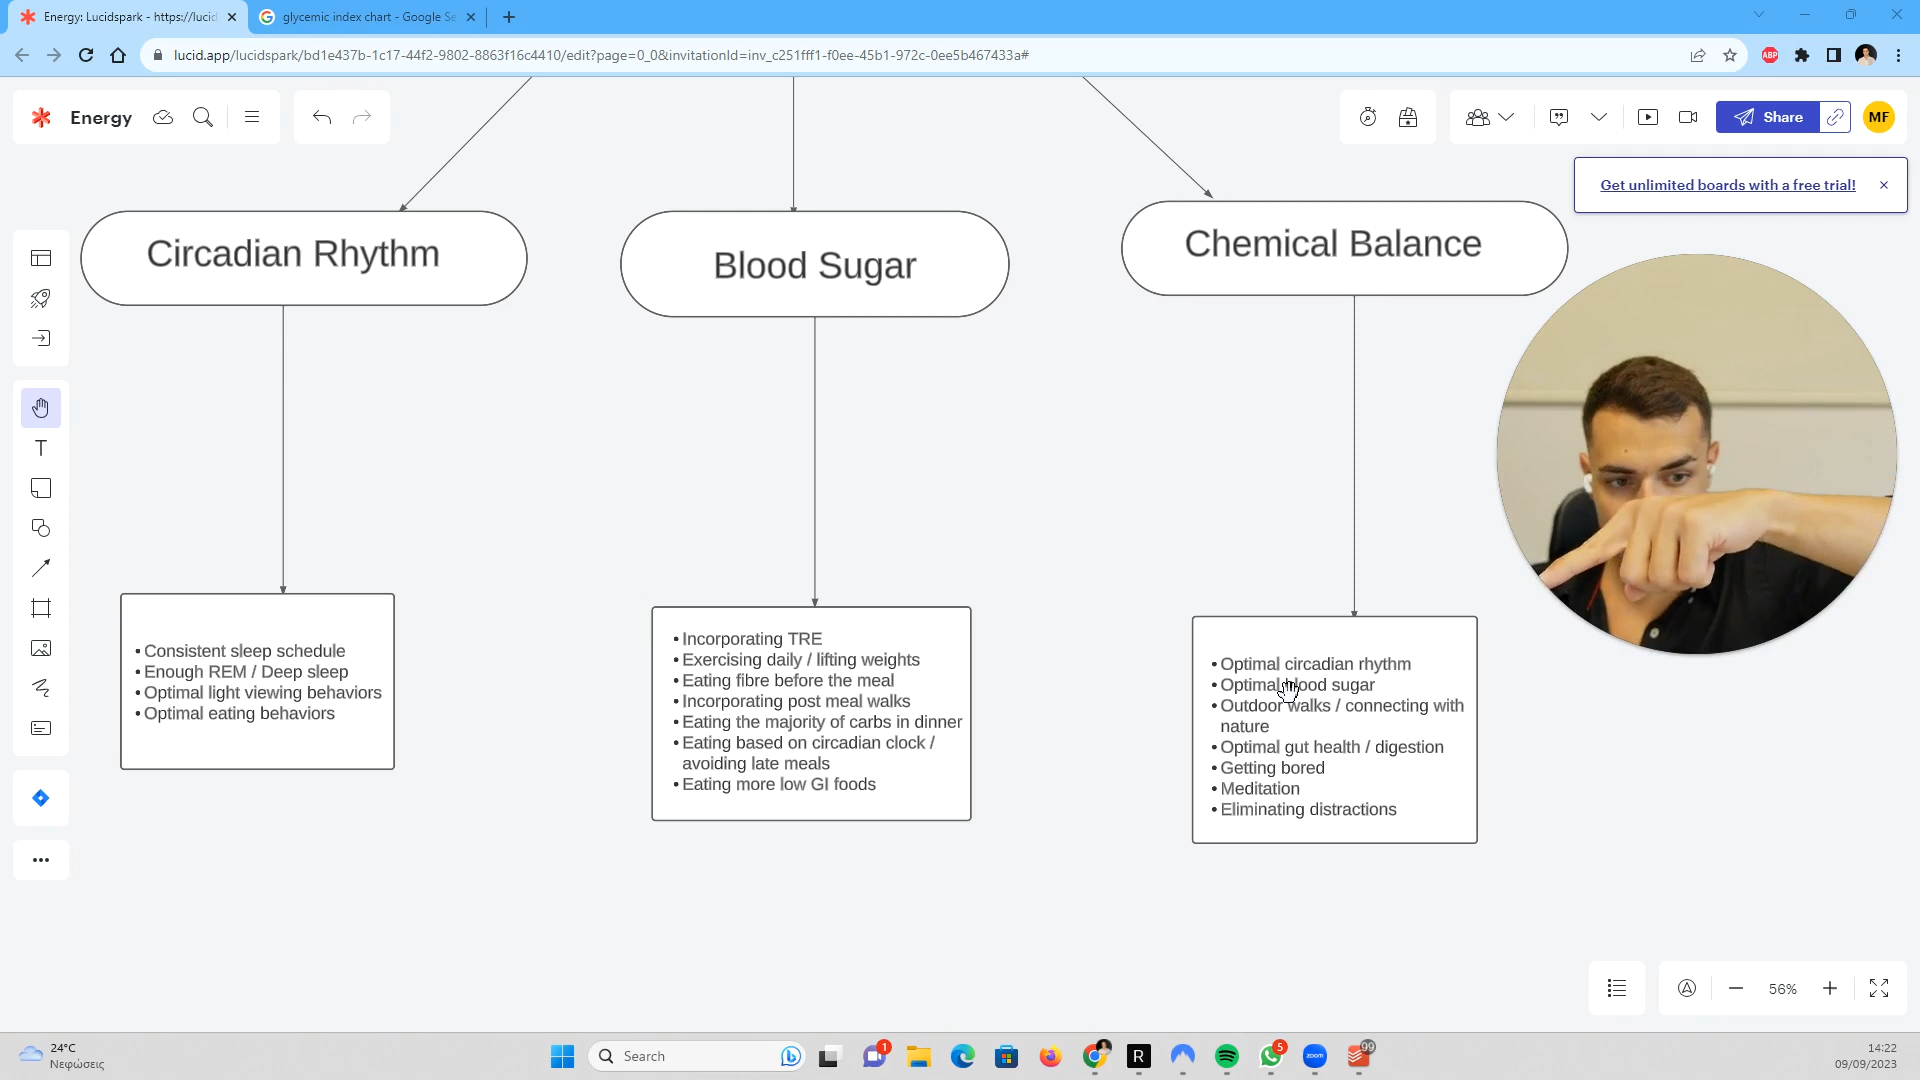 Energy: Lucidspark - https://lucid
glycemic index chart - Google Se
lucid.app/lucidspark/bd1e437b-1c17-44f2-9802-8863f16c4410/edit?page=0_0&invitationId=inv_c251fff1-f0ee-45b1-972c-0ee5b467433a#
ABP
Energy
Share
MF
Get unlimited boards with a free trial!
Circadian Rhythm
Blood Sugar
Chemical Balance
• Consistent sleep schedule
• Enough REM / Deep sleep
• Optimal light viewing behaviors
• Optimal eating behaviors
• Incorporating TRE
• Exercising daily / lifting weights
• Eating fibre before the meal
• Incorporating post meal walks
• Eating the majority of carbs in dinner
• Eating based on circadian clock /
avoiding late meals
• Eating more low GI foods
• Optimal circadian rhythm
• Optimal blood sugar
• Outdoor walks / connecting with
nature
• Optimal gut health / digestion
• Getting bored
• Meditation
• Eliminating distractions
56%
24°C
Νεφώσεις
Search
1
R
5
zoom
99
14:22
09/09/2023